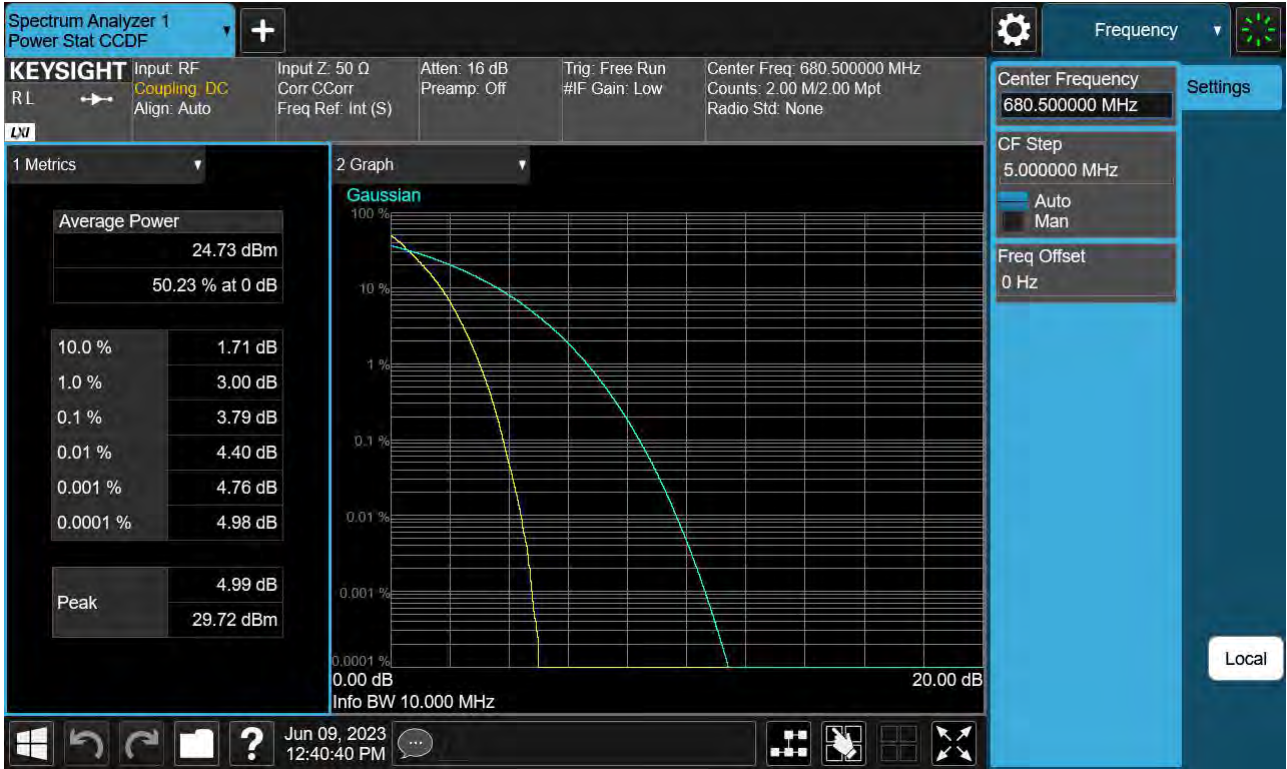 Spectrum Analyzer 1
Power Stat CCDF
+
Frequency
KEYSIGHT
RL
LXI
Input: RF
Coupling: DC
Align: Auto
Input Z: 50 Ω
Corr CCorr
Freq Ref: Int (S)
Atten: 16 dB
Preamp: Off
Trig: Free Run
#IF Gain: Low
Center Freq: 680.500000 MHz
Counts: 2.00 M/2.00 Mpt
Radio Std: None
Center Frequency
680.500000 MHz
Settings
CF Step
5.000000 MHz
Auto
Man
Freq Offset
0 Hz
1 Metrics
Average Power
24.73 dBm
50.23 % at 0 dB
10.0 % 1.71 dB
1.0 % 3.00 dB
0.1 % 3.79 dB
0.01 % 4.40 dB
0.001 % 4.76 dB
0.0001 % 4.98 dB
Peak
4.99 dB
29.72 dBm
2 Graph
Gaussian
100 %
10 %
1 %
0.1 %
0.01 %
0.001 %
0.0001 %
0.00 dB 20.00 dB
Info BW 10.000 MHz
Local
?
Jun 09, 2023
12:40:40 PM